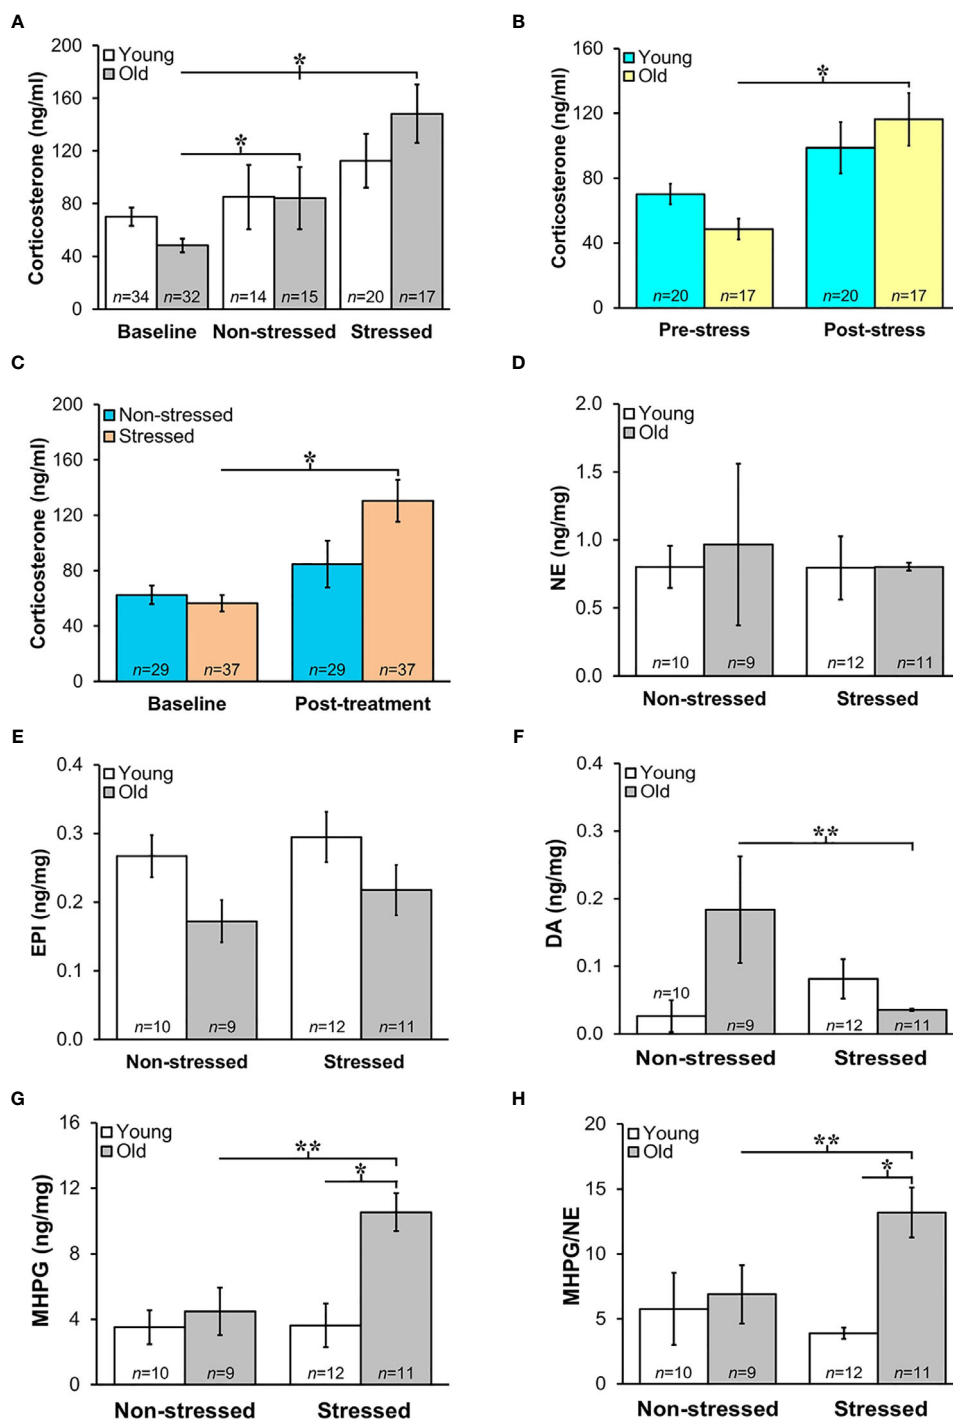 A
Corticosterone (ng/ml)
200
160
120
80
40
0
Young
Old
*
*
n=34 n=32 n=14 n=15 n=20 n=17
Baseline Non-stressed Stressed
B
Corticosterone (ng/ml)
160
120
80
40
0
Young
Old
*
n=20 n=17 n=20 n=17
Pre-stress Post-stress
C
Corticosterone (ng/ml)
200
160
120
80
40
0
Non-stressed
Stressed
*
n=29 n=37 n=29 n=37
Baseline Post-treatment
D
NE (ng/mg)
2.0
1.5
1.0
0.5
0.0
Young
Old
n=10 n=9 n=12 n=11
Non-stressed Stressed
E
EPI (ng/mg)
0.4
0.3
0.2
0.1
0.0
Young
Old
n=10 n=9 n=12 n=11
Non-stressed Stressed
F
DA (ng/mg)
0.4
0.3
0.2
0.1
0.0
Young
Old
**
n=10 n=9 n=12 n=11
Non-stressed Stressed
G
MHPG (ng/mg)
16
12
8
4
0
Young
Old
**
*
n=10 n=9 n=12 n=11
Non-stressed Stressed
H
MHPG/NE
20
15
10
5
0
Young
Old
**
*
n=10 n=9 n=12 n=11
Non-stressed Stressed